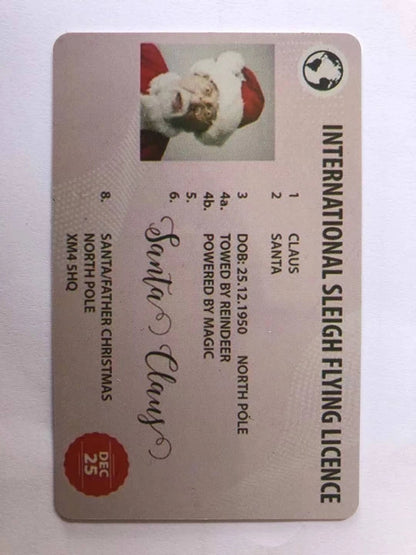 INTERNATIONAL SLEIGH FLYING LICENCE
1 CLAUS
2 SANTA
3 DOB: 25.12.1950 NORTH POLE
4a. TOWED BY REINDEER
4b. POWERED BY MAGIC
5.
6. Santa Claus
8. SANTA/FATHER CHRISTMAS
NORTH POLE
XM4 5HQ
DEC
25